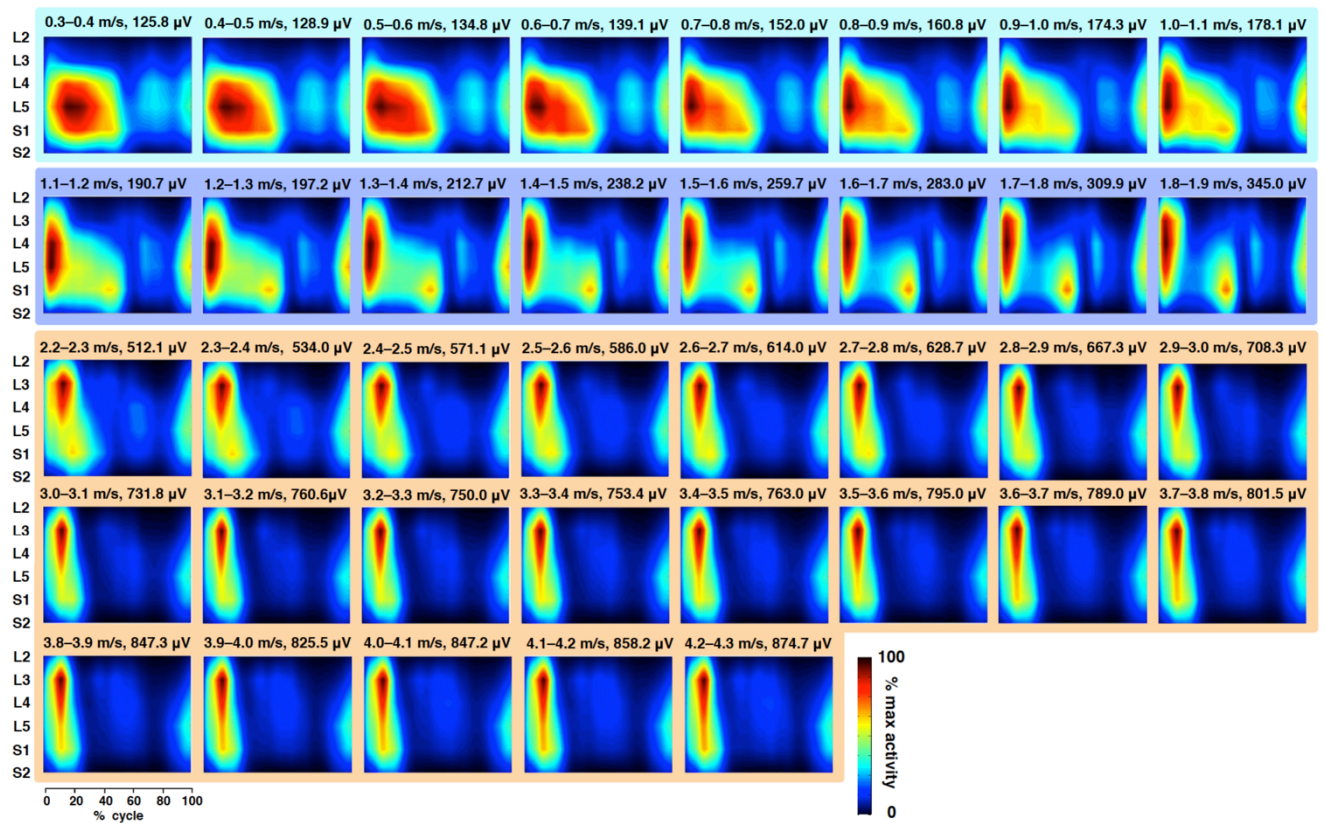 0.3–0.4 m/s, 125.8 µV 0.4–0.5 m/s, 128.9 µV 0.5–0.6 m/s, 134.8 µV 0.6–0.7 m/s, 139.1 µV 0.7–0.8 m/s, 152.0 µV 0.8–0.9 m/s, 160.8 µV 0.9–1.0 m/s, 174.3 µV 1.0–1.1 m/s, 178.1 µV
L2
L3
L4
L5
S1
S2
1.1–1.2 m/s, 190.7 µV 1.2–1.3 m/s, 197.2 µV 1.3–1.4 m/s, 212.7 µV 1.4–1.5 m/s, 238.2 µV 1.5–1.6 m/s, 259.7 µV 1.6–1.7 m/s, 283.0 µV 1.7–1.8 m/s, 309.9 µV 1.8–1.9 m/s, 345.0 µV
L2
L3
L4
L5
S1
S2
2.2–2.3 m/s, 512.1 µV 2.3–2.4 m/s, 534.0 µV 2.4–2.5 m/s, 571.1 µV 2.5–2.6 m/s, 586.0 µV 2.6–2.7 m/s, 614.0 µV 2.7–2.8 m/s, 628.7 µV 2.8–2.9 m/s, 667.3 µV 2.9–3.0 m/s, 708.3 µV
L2
L3
L4
L5
S1
S2
3.0–3.1 m/s, 731.8 µV 3.1–3.2 m/s, 760.6µV 3.2–3.3 m/s, 750.0 µV 3.3–3.4 m/s, 753.4 µV 3.4–3.5 m/s, 763.0 µV 3.5–3.6 m/s, 795.0 µV 3.6–3.7 m/s, 789.0 µV 3.7–3.8 m/s, 801.5 µV
L2
L3
L4
L5
S1
S2
3.8–3.9 m/s, 847.3 µV 3.9–4.0 m/s, 825.5 µV 4.0–4.1 m/s, 847.2 µV 4.1–4.2 m/s, 858.2 µV 4.2–4.3 m/s, 874.7 µV
L2
L3
L4
L5
S1
S2
0 20 40 60 80 100
% cycle
100
% max activity
0